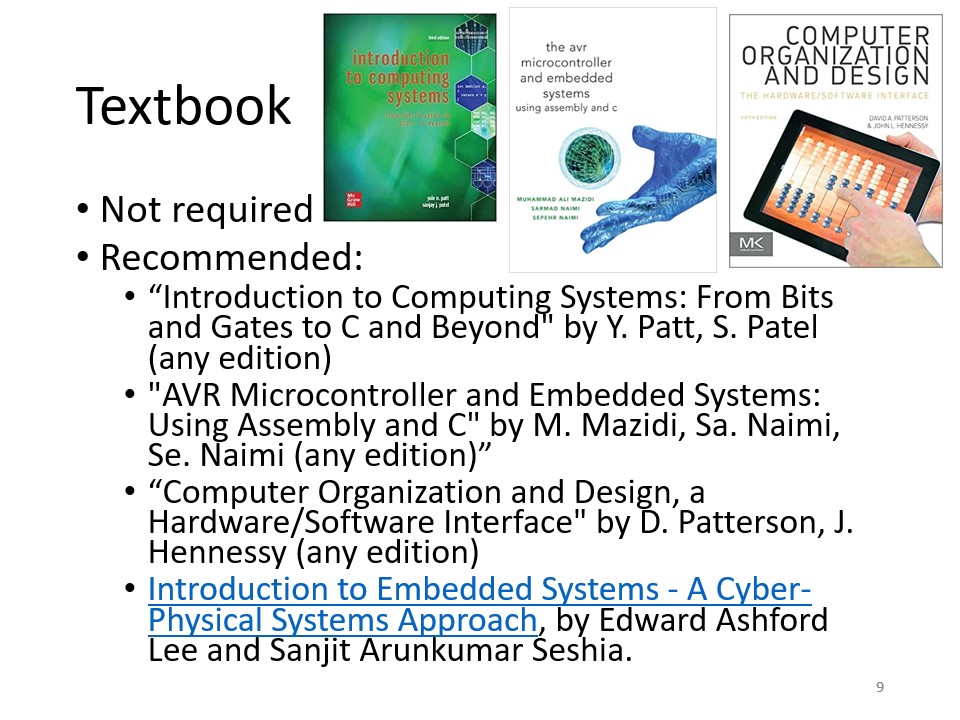 Textbook
third edition
introduction
to computing
systems
Mc
Graw
Hill
yale n. patt
sanjay j. patel
the avr
microcontroller
and embedded
systems
using assembly and c
MUHAMMAD ALI MAZIDI
SARMAD NAIMI
SEPEHR NAIMI
COMPUTER
ORGANIZATION
AND DESIGN
THE HARDWARE/SOFTWARE INTERFACE
FIFTH EDITION
DAVID A. PATTERSON
& JOHN L. HENNESSY
MK
• Not required
• Recommended:
• “Introduction to Computing Systems: From Bits
and Gates to C and Beyond" by Y. Patt, S. Patel
(any edition)
• "AVR Microcontroller and Embedded Systems:
Using Assembly and C" by M. Mazidi, Sa. Naimi,
Se. Naimi (any edition)”
• “Computer Organization and Design, a
Hardware/Software Interface" by D. Patterson, J.
Hennessy (any edition)
• Introduction to Embedded Systems - A Cyber-
Physical Systems Approach, by Edward Ashford
Lee and Sanjit Arunkumar Seshia.
9